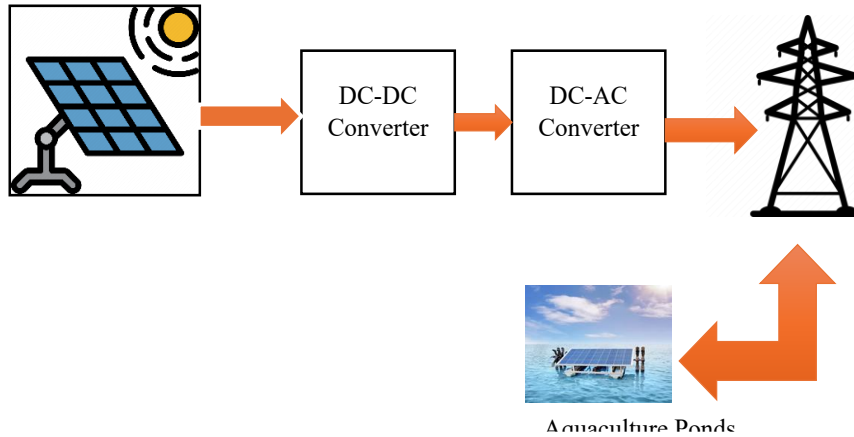 DC-DC
Converter
DC-AC
Converter
Aquaculture Ponds